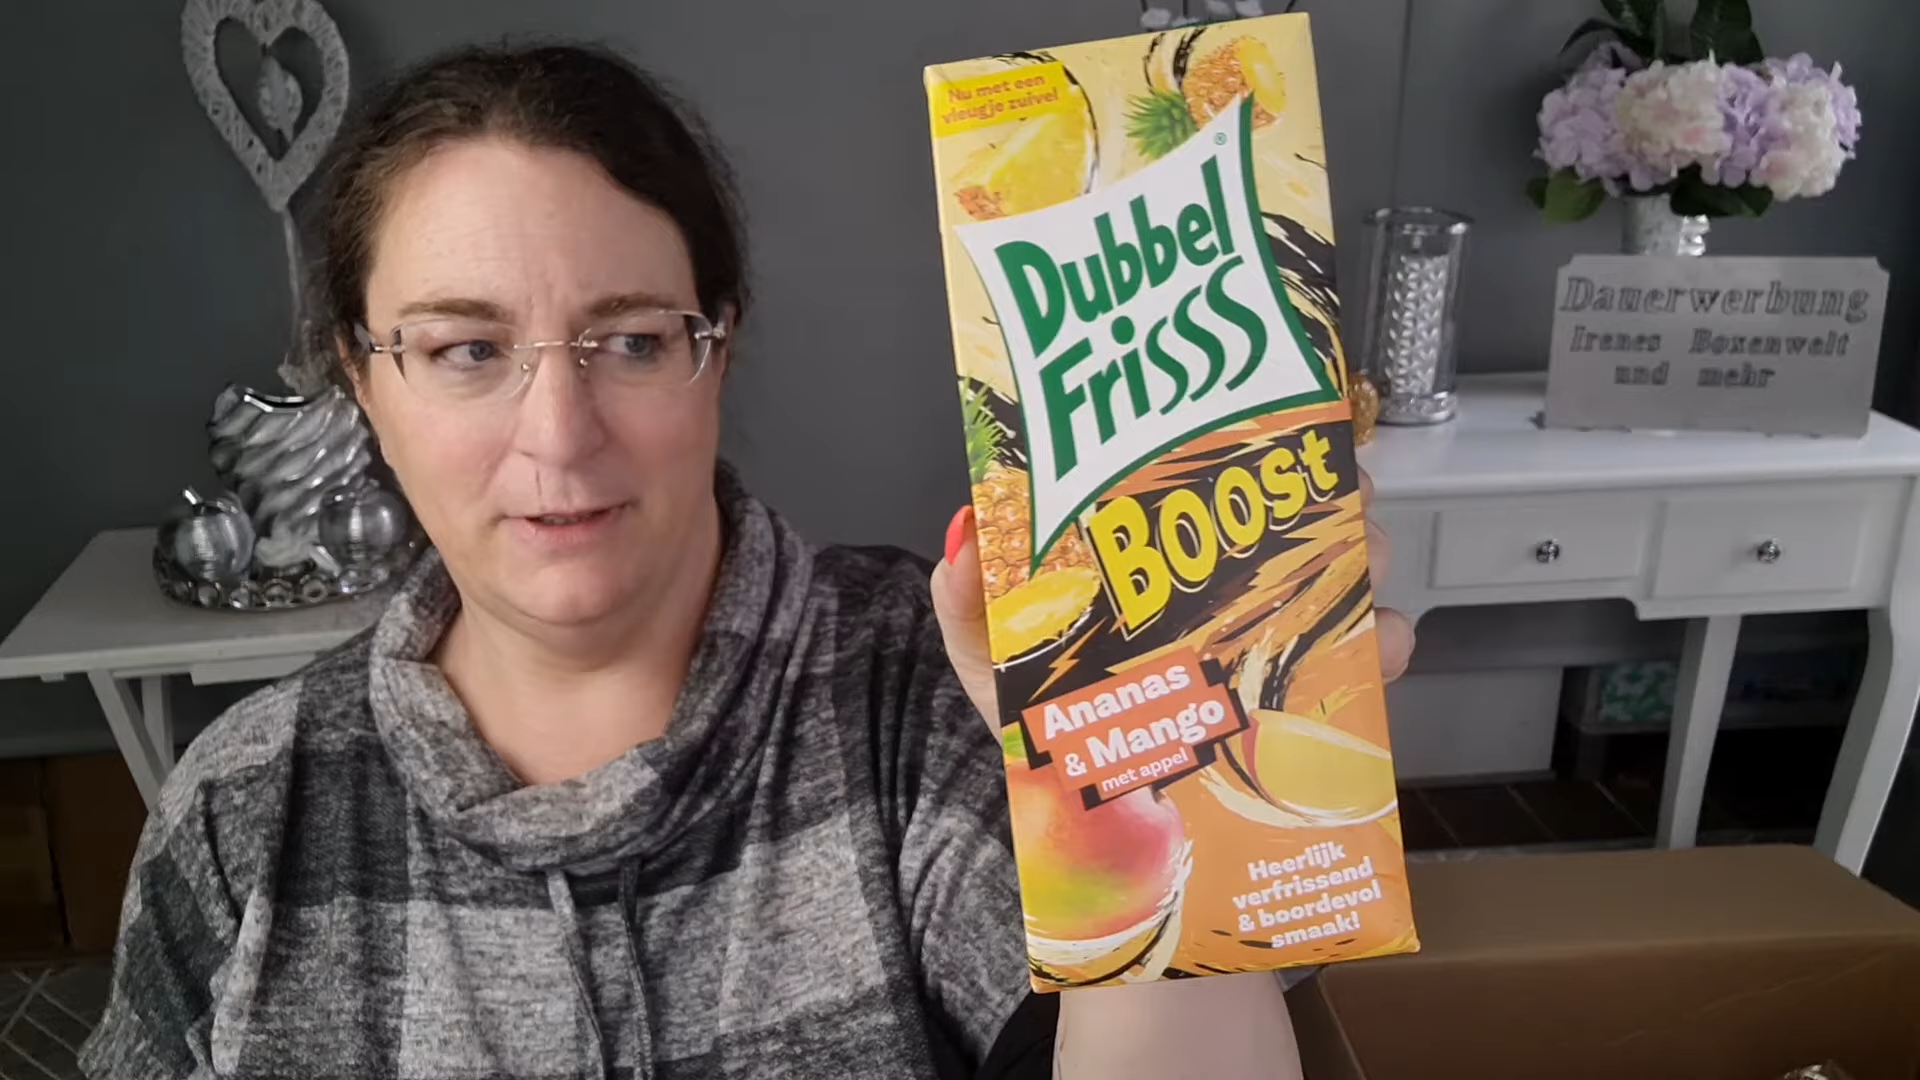 Nu met een
vleugje zuivel
Dubbel
Frisss
®
Boost
Ananas
& Mango
met appel
Heerlijk
verfrissend
& boordevol
smaak!
Dauerwerbung
Irenes Boxenwelt
und mehr